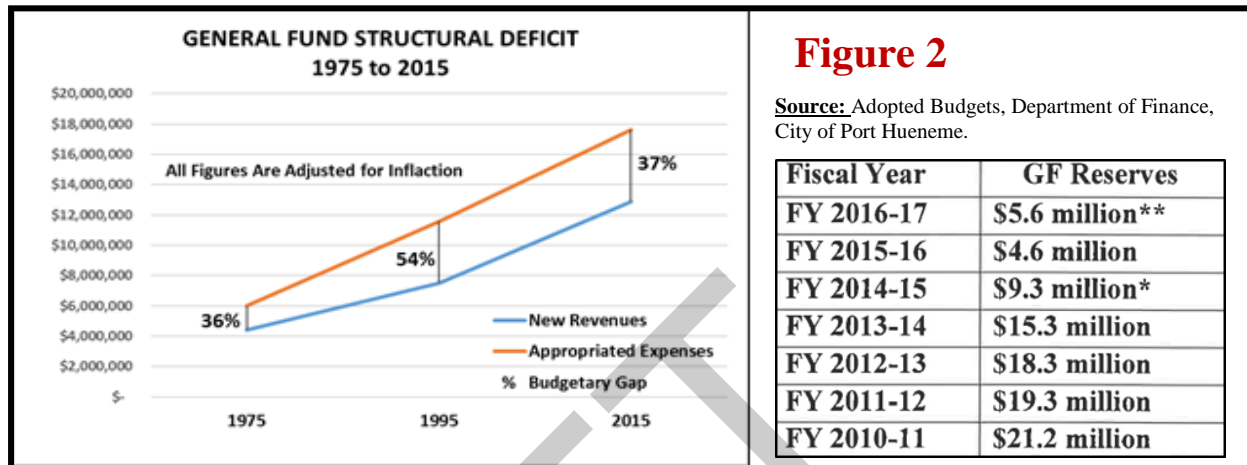 GENERAL FUND STRUCTURAL DEFICIT
1975 to 2015
$20,000,000
$18,000,000
$16,000,000
$14,000,000
$12,000,000
$10,000,000
$8,000,000
$6,000,000
$4,000,000
$2,000,000
$-
All Figures Are Adjusted for Inflaction
36%
54%
37%
New Revenues
Appropriated Expenses
% Budgetary Gap
1975 1995 2015
Figure 2
Source: Adopted Budgets, Department of Finance,
City of Port Hueneme.
Fiscal Year GF Reserves
FY 2016-17 $5.6 million**
FY 2015-16 $4.6 million
FY 2014-15 $9.3 million*
FY 2013-14 $15.3 million
FY 2012-13 $18.3 million
FY 2011-12 $19.3 million
FY 2010-11 $21.2 million